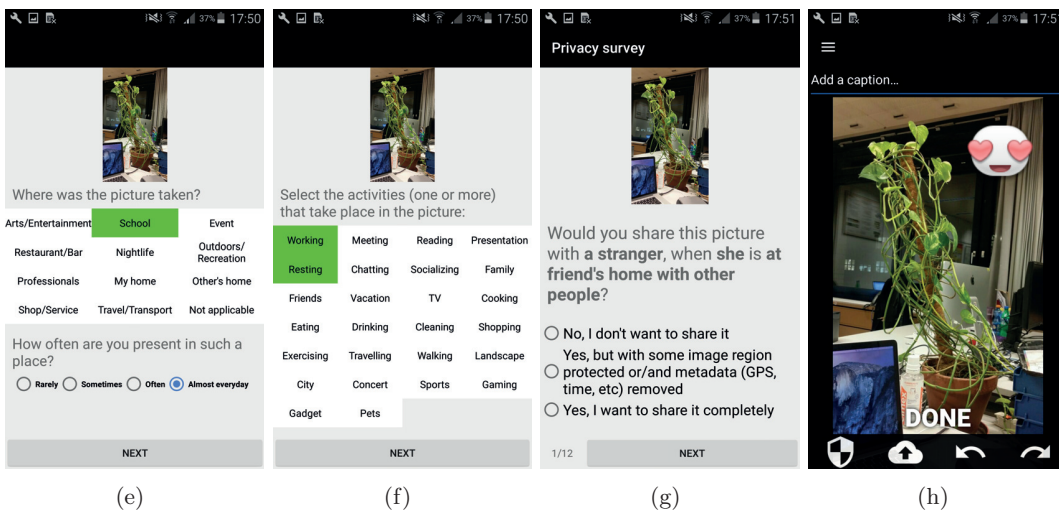 37% 17:50
Where was the picture taken?
Arts/Entertainment School Event
Restaurant/Bar Nightlife Outdoors/
Recreation
Professionals My home Other's home
Shop/Service Travel/Transport Not applicable
How often are you present in such a
place?
Rarely Sometimes Often Almost everyday
NEXT
(e)
37% 17:50
Select the activities (one or more)
that take place in the picture:
Working Meeting Reading Presentation
Resting Chatting Socializing Family
Friends Vacation TV Cooking
Eating Drinking Cleaning Shopping
Exercising Travelling Walking Landscape
City Concert Sports Gaming
Gadget Pets
NEXT
(f)
37% 17:51
Privacy survey
Would you share this picture
with a stranger, when she is at
friend's home with other
people?
No, I don't want to share it
Yes, but with some image region
protected or/and metadata (GPS,
time, etc) removed
Yes, I want to share it completely
1/12 NEXT
(g)
37% 17:51
Add a caption...
DONE
(h)